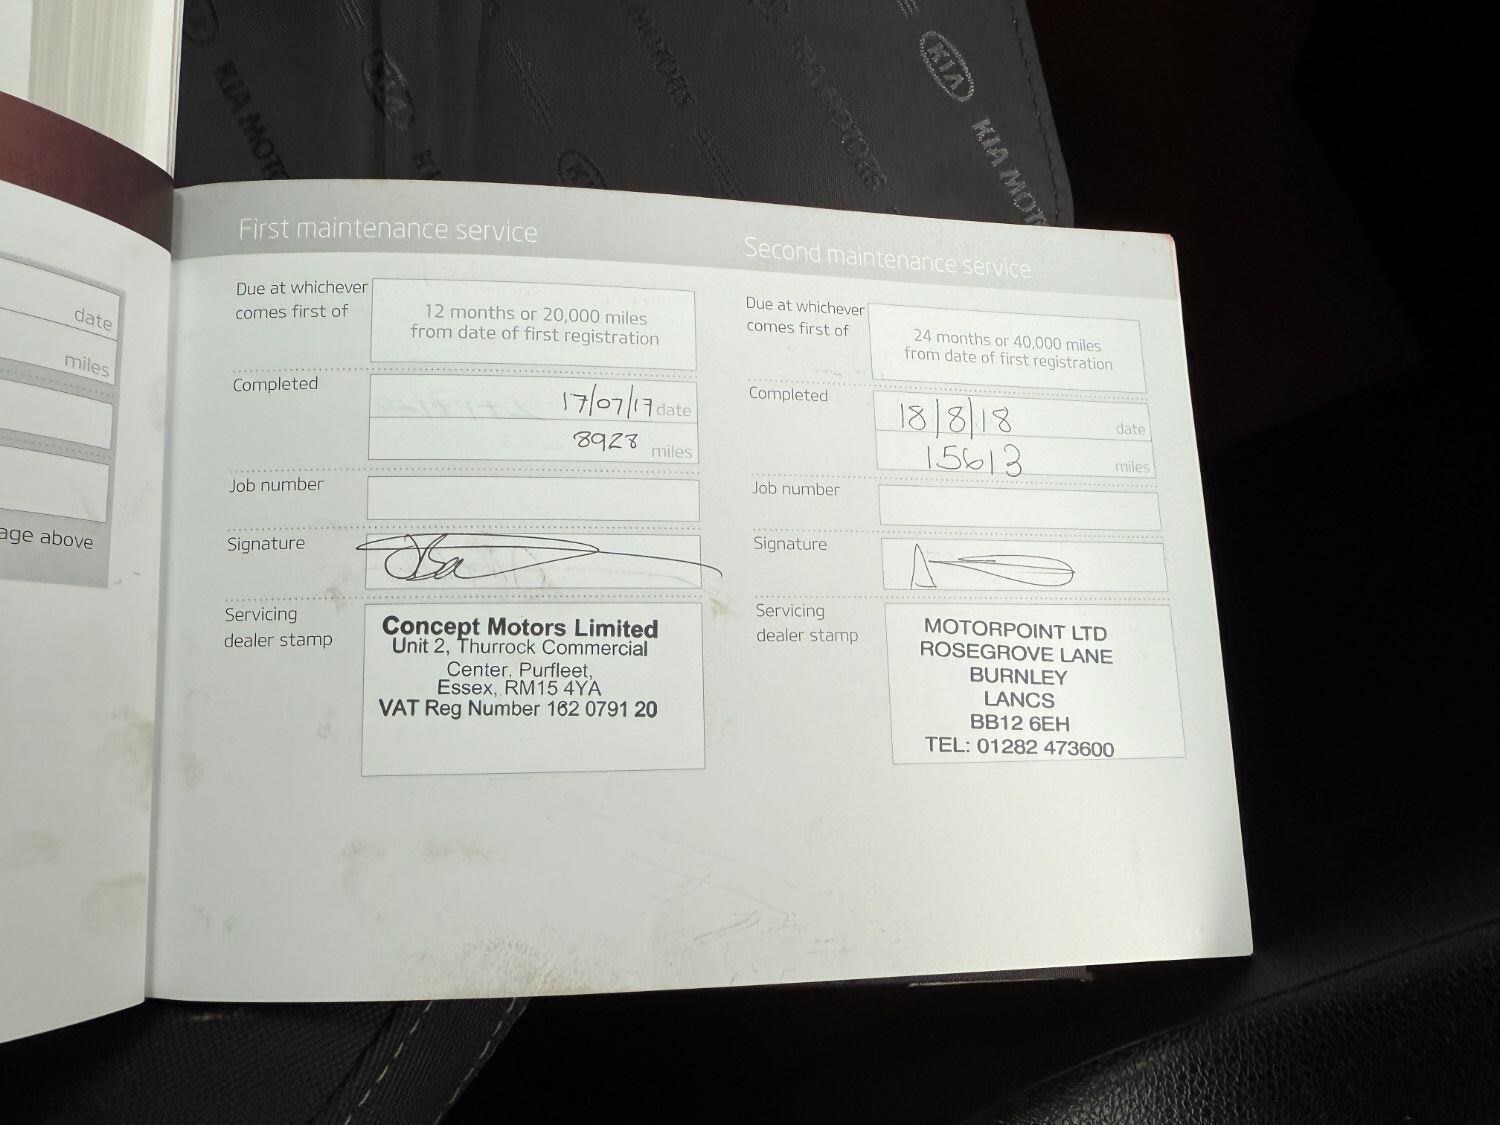 KIA MOTORS
KIA
KIA MOT
date
miles
age above
First maintenance service
Due at whichever
comes first of
12 months or 20,000 miles
from date of first registration
Completed
17/07/17 date
8928 miles
Job number
Signature
Servicing
dealer stamp
Concept Motors Limited
Unit 2, Thurrock Commercial
Center, Purfleet,
Essex, RM15 4YA
VAT Reg Number 162 0791 20
Second maintenance service
Due at whichever
comes first of
24 months or 40,000 miles
from date of first registration
Completed
18/8/18 date
15613 miles
Job number
Signature
Servicing
dealer stamp
MOTORPOINT LTD
ROSEGROVE LANE
BURNLEY
LANCS
BB12 6EH
TEL: 01282 473600